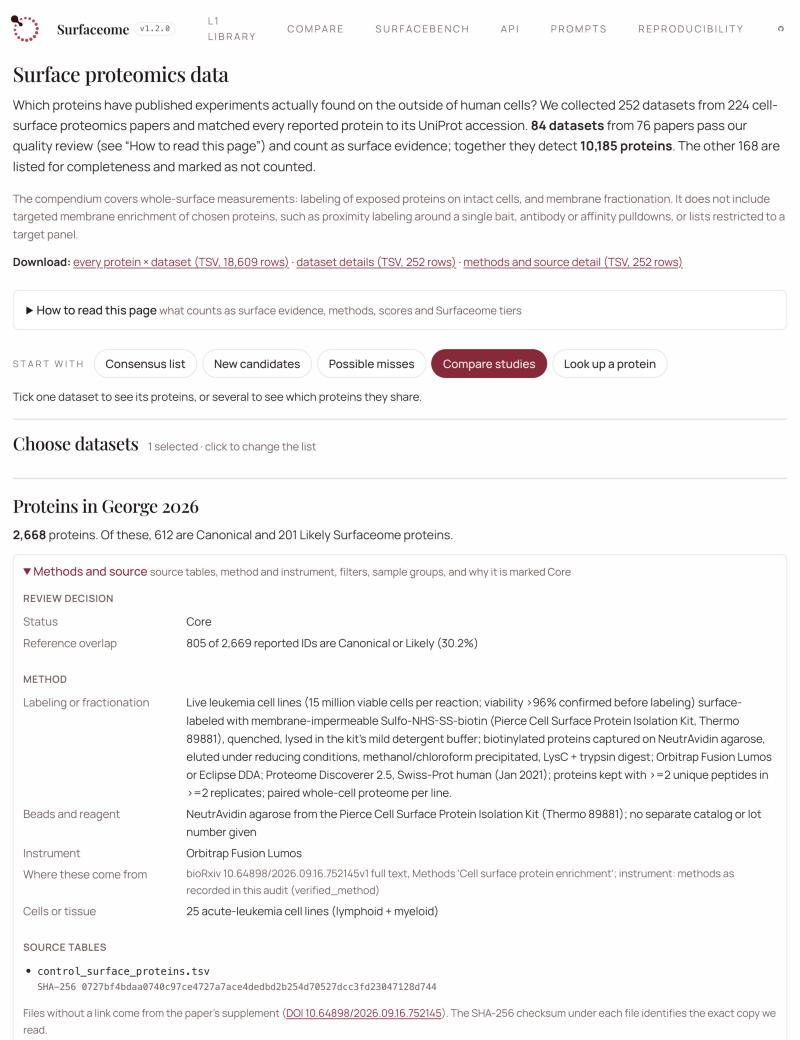 Surfaceome v1.2.0 L1 LIBRARY COMPARE SURFACEBENCH API PROMPTS REPRODUCIBILITY
Surface proteomics data
Which proteins have published experiments actually found on the outside of human cells? We collected 252 datasets from 224 cell-
surface proteomics papers and matched every reported protein to its UniProt accession. 84 datasets from 76 papers pass our
quality review (see “How to read this page”) and count as surface evidence; together they detect 10,185 proteins. The other 168 are
listed for completeness and marked as not counted.
The compendium covers whole-surface measurements: labeling of exposed proteins on intact cells, and membrane fractionation. It does not include
targeted membrane enrichment of chosen proteins, such as proximity labeling around a single bait, antibody or affinity pulldowns, or lists restricted to a
target panel.
Download: every protein × dataset (TSV, 18,609 rows) · dataset details (TSV, 252 rows) · methods and source detail (TSV, 252 rows)
▶ How to read this page what counts as surface evidence, methods, scores and Surfaceome tiers
START WITH Consensus list New candidates Possible misses Compare studies Look up a protein
Tick one dataset to see its proteins, or several to see which proteins they share.
Choose datasets 1 selected · click to change the list
Proteins in George 2026
2,668 proteins. Of these, 612 are Canonical and 201 Likely Surfaceome proteins.
▼ Methods and source source tables, method and instrument, filters, sample groups, and why it is marked Core
REVIEW DECISION
Status Core
Reference overlap 805 of 2,669 reported IDs are Canonical or Likely (30.2%)
METHOD
Labeling or fractionation Live leukemia cell lines (15 million viable cells per reaction; viability >96% confirmed before labeling) surface-
labeled with membrane-impermeable Sulfo-NHS-SS-biotin (Pierce Cell Surface Protein Isolation Kit, Thermo
89881), quenched, lysed in the kit's mild detergent buffer; biotinylated proteins captured on NeutrAvidin agarose,
eluted under reducing conditions, methanol/chloroform precipitated, LysC + trypsin digest; Orbitrap Fusion Lumos
or Eclipse DDA; Proteome Discoverer 2.5, Swiss-Prot human (Jan 2021); proteins kept with >=2 unique peptides in
>=2 replicates; paired whole-cell proteome per line.
Beads and reagent NeutrAvidin agarose from the Pierce Cell Surface Protein Isolation Kit (Thermo 89881); no separate catalog or lot
number given
Instrument Orbitrap Fusion Lumos
Where these come from bioRxiv 10.64898/2026.09.16.752145v1 full text, Methods 'Cell surface protein enrichment'; instrument: methods as
recorded in this audit (verified_method)
Cells or tissue 25 acute-leukemia cell lines (lymphoid + myeloid)
SOURCE TABLES
• control_surface_proteins.tsv
SHA-256 0727bf4bdaa0740c97ce4727a7ace4dedbd2b254d70527dcc3fd23047128d744
Files without a link come from the paper's supplement (DOI 10.64898/2026.09.16.752145). The SHA-256 checksum under each file identifies the exact copy we
read.